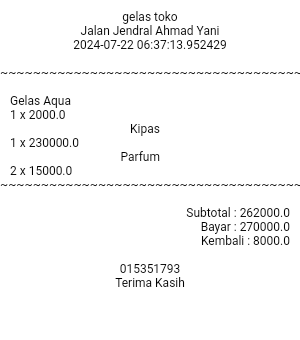 gelas toko
Jalan Jendral Ahmad Yani
2024-07-22 06:37:13.952429
~~~~~~~~~~~~~~~~~~~~~~~~~~~~~~~~~~~~~
Gelas Aqua
1 x 2000.0
Kipas
1 x 230000.0
Parfum
2 x 15000.0
~~~~~~~~~~~~~~~~~~~~~~~~~~~~~~~~~~~~~
Subtotal : 262000.0
Bayar : 270000.0
Kembali : 8000.0
015351793
Terima Kasih